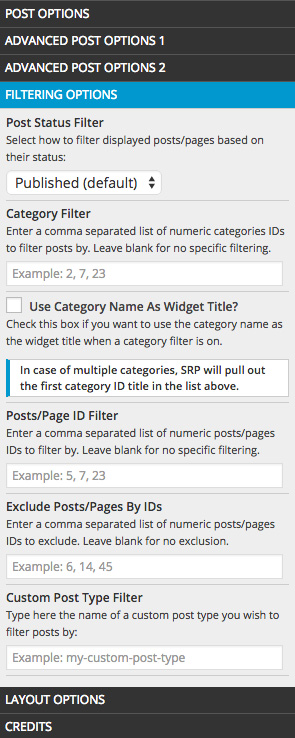 POST OPTIONS
ADVANCED POST OPTIONS 1
ADVANCED POST OPTIONS 2
FILTERING OPTIONS
Post Status Filter
Select how to filter displayed posts/pages based on
their status:
Published (default)
Category Filter
Enter a comma separated list of numeric categories IDs
to filter posts by. Leave blank for no specific filtering.
Example: 2, 7, 23
Use Category Name As Widget Title?
Check this box if you want to use the category name as
the widget title when a category filter is on.
In case of multiple categories, SRP will pull out
the first category ID title in the list above.
Posts/Page ID Filter
Enter a comma separated list of numeric posts/pages
IDs to filter by. Leave blank for no specific filtering.
Example: 5, 7, 23
Exclude Posts/Pages By IDs
Enter a comma separated list of numeric posts/pages
IDs to exclude. Leave blank for no exclusion.
Example: 6, 14, 45
Custom Post Type Filter
Type here the name of a custom post type you wish to
filter posts by:
Example: my-custom-post-type
LAYOUT OPTIONS
CREDITS